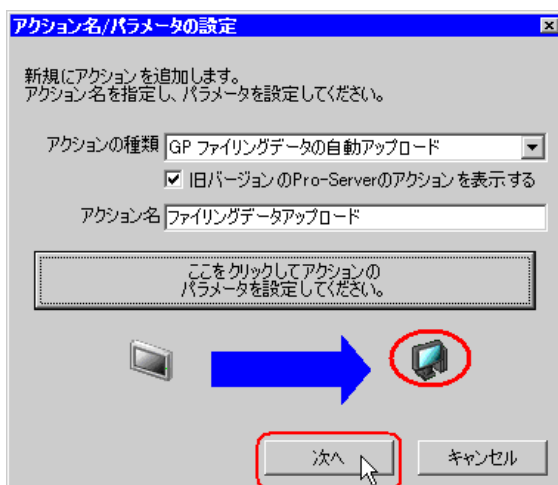 アクション名/パラメータの設定
新規にアクションを追加します。
アクション名を指定し、パラメータを設定してください。
アクションの種類 GP ファイリングデータの自動アップロード
旧バージョンのPro-Serverのアクションを表示する
アクション名 ファイリングデータアップロード
ここをクリックしてアクションの
パラメータを設定してください。
次へ キャンセル